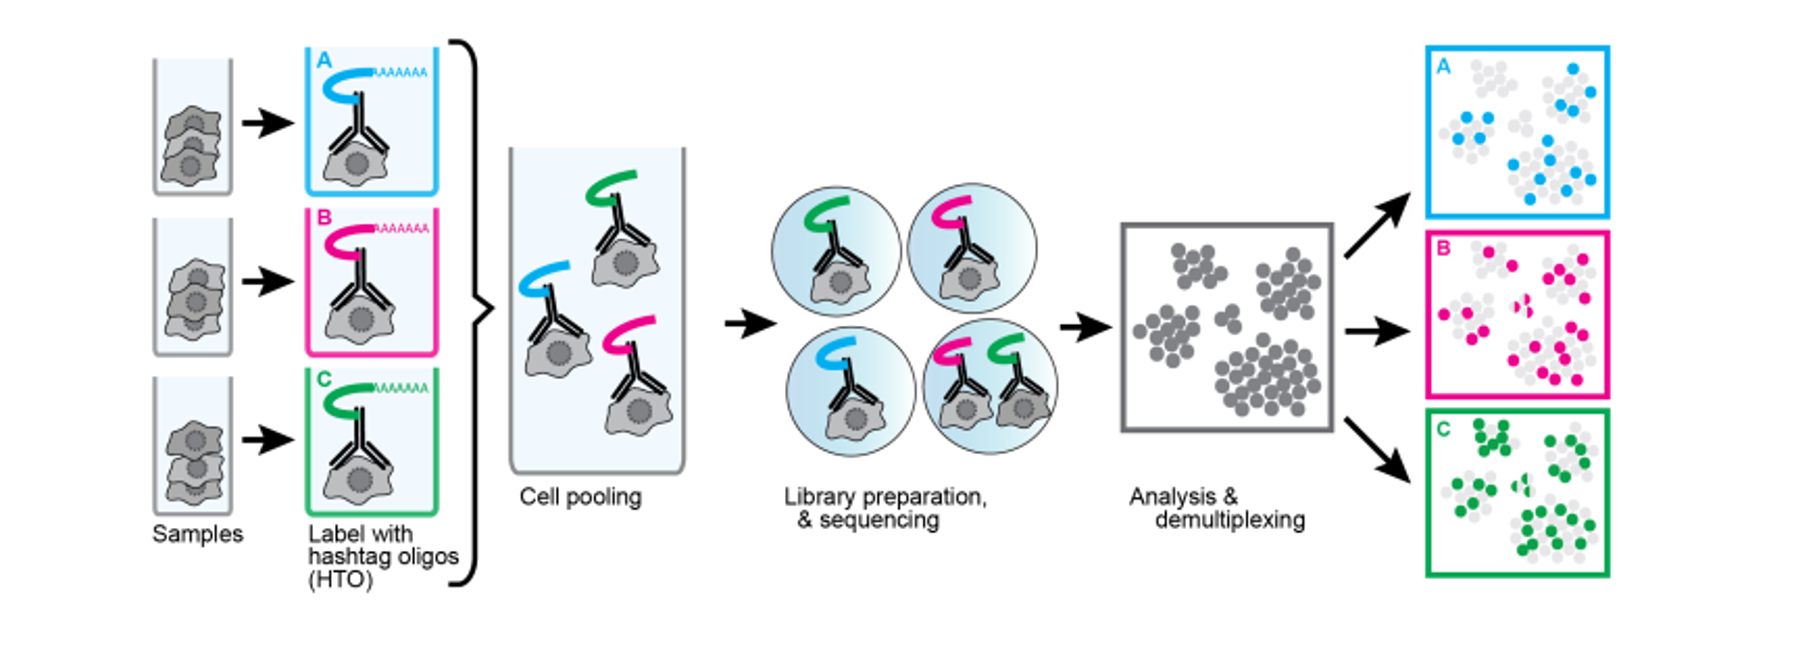 A
AAAAAAA
B
AAAAAAA
C
AAAAAAA
Samples
Label with
hashtag oligos
(HTO)
Cell pooling
Library preparation,
& sequencing
Analysis &
demultiplexing
A
B
C